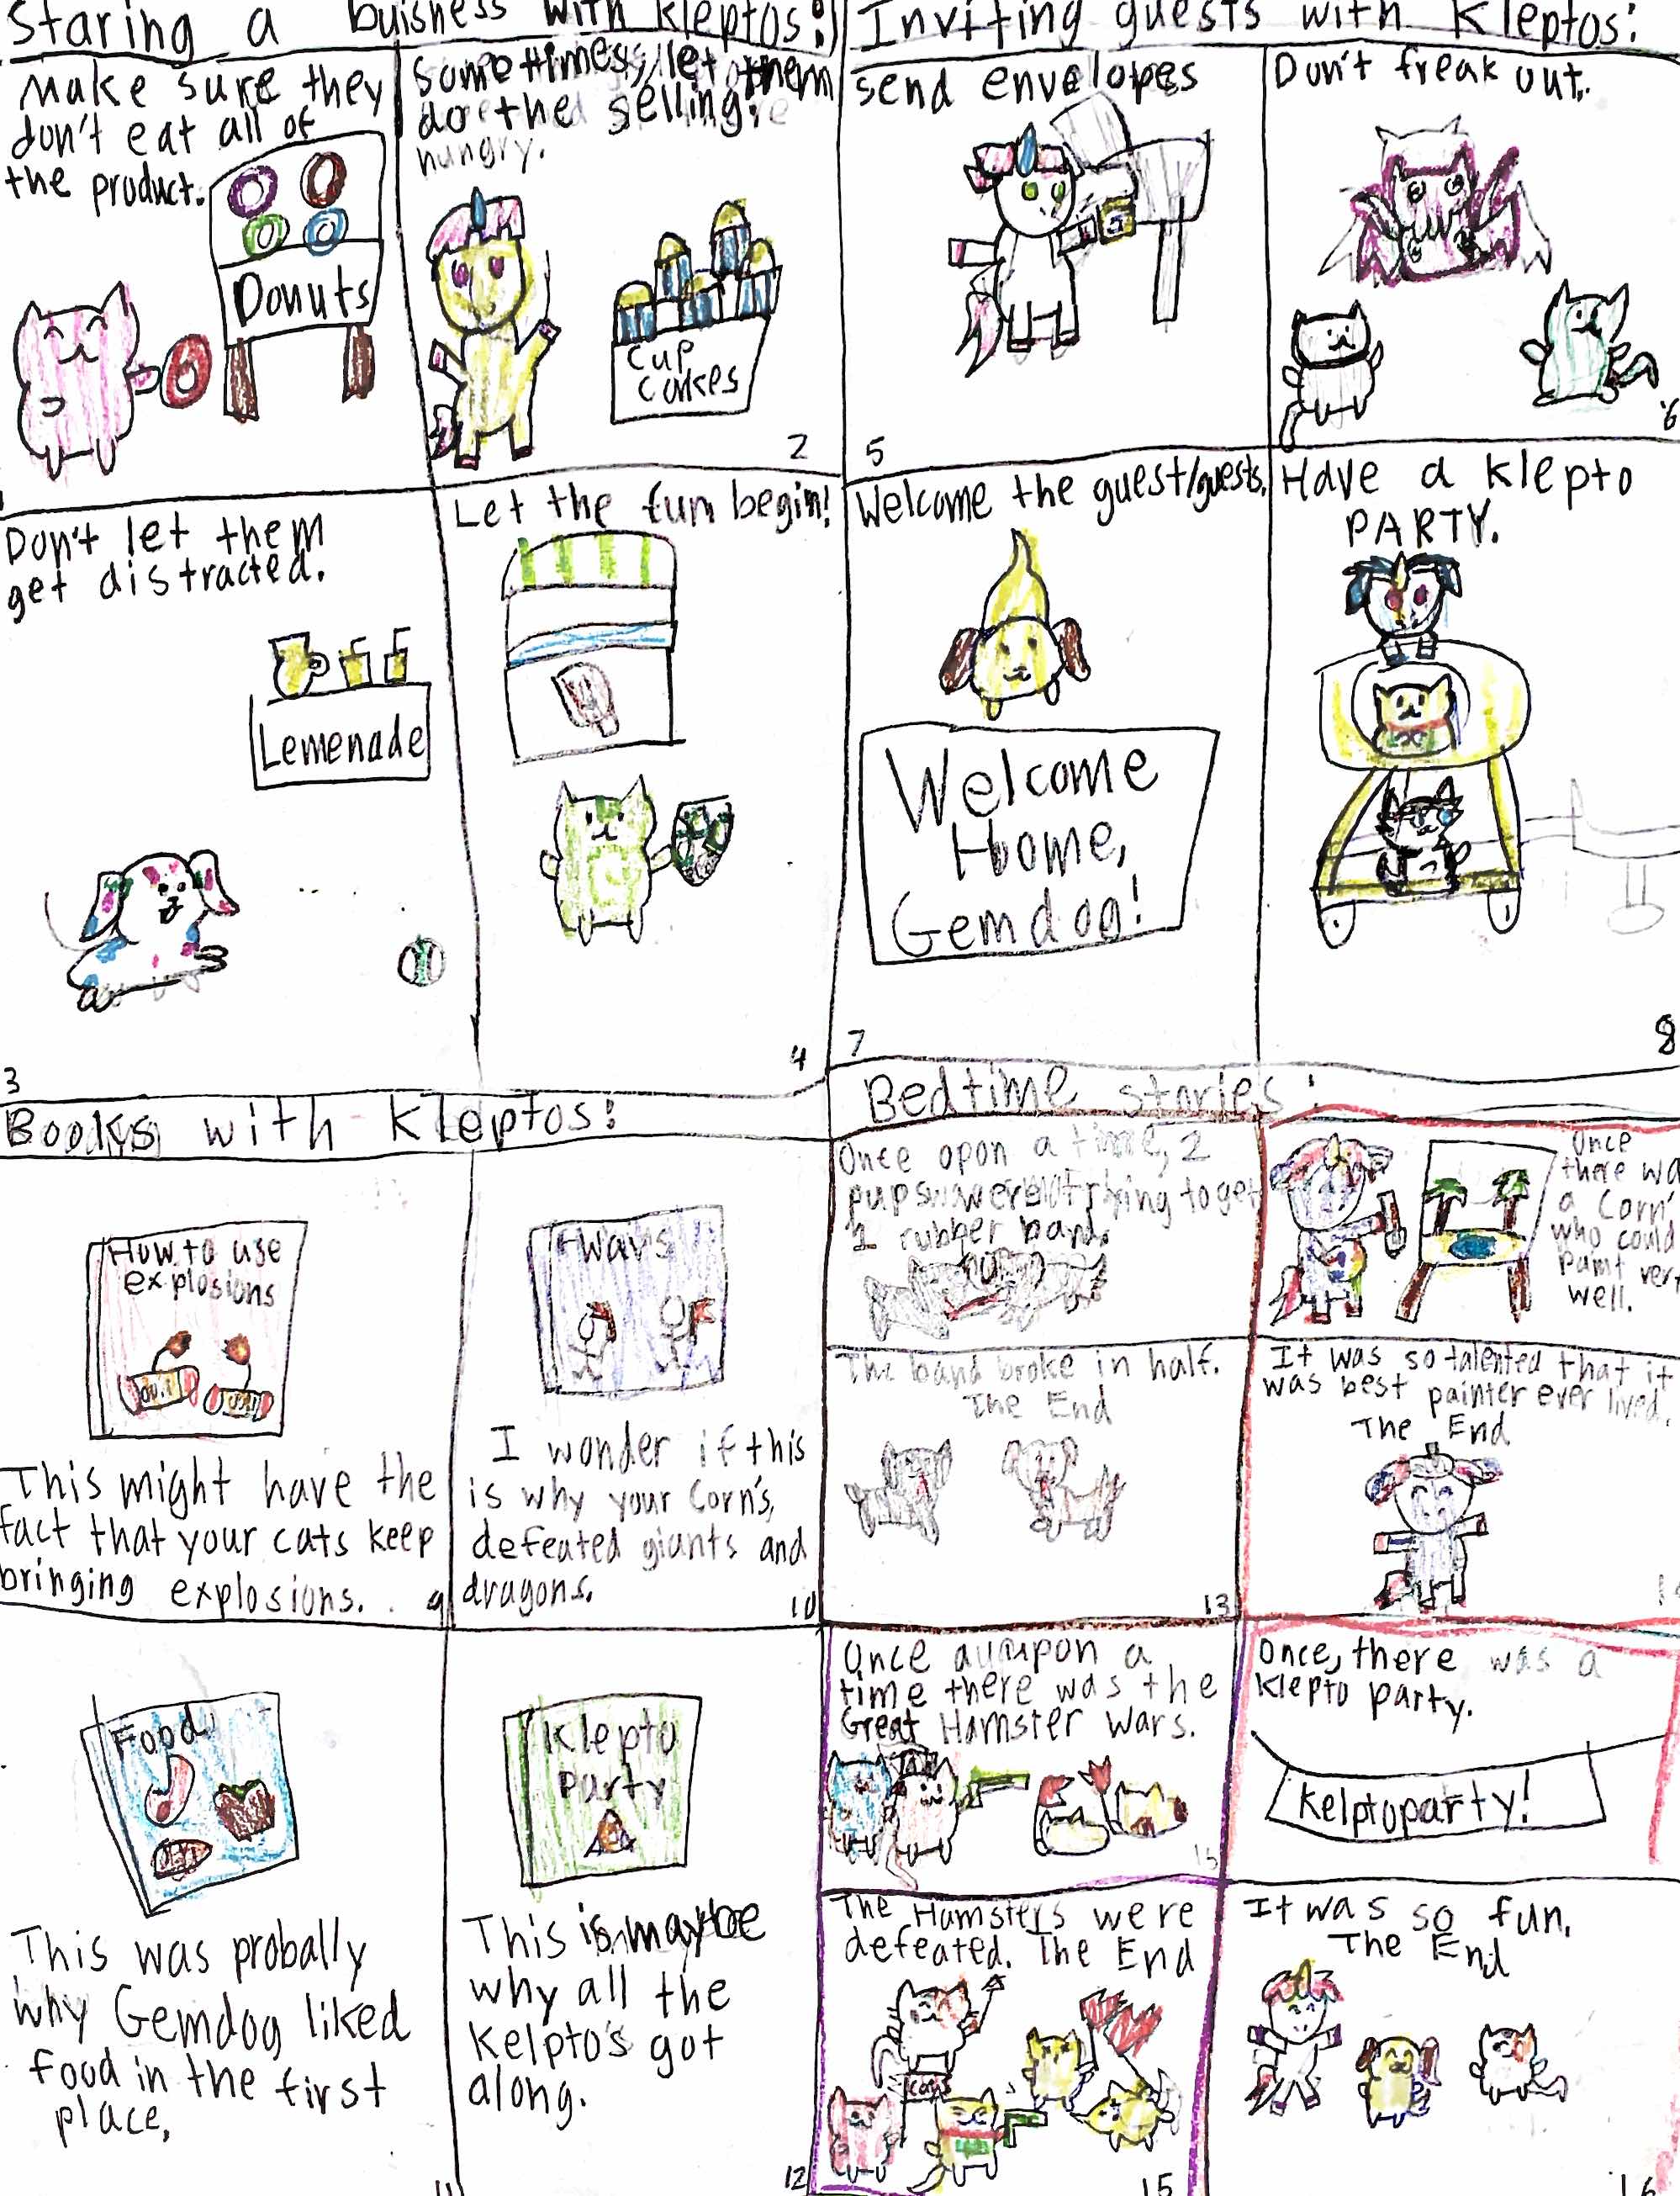 Staring a buisness with Kleptos:
Make sure they
don't eat all of
the product.
Donuts
1
Sometimes, let them
do the selling.
hungry.
Cup
Cakes
2
Don't let them
get distracted.
Lemenade
3
Let the fun begin!
4
Inviting guests with Kleptos:
send envelopes
5
Don't freak out.
6
Welcome the guest/guests.
Welcome
Home,
Gemdog!
7
Have a Klepto
PARTY.
8
Books with Kleptos:
How to use
explosions
This might have the
fact that your cats keep
bringing explosions.
9
Wars
I wonder if this
is why your Corn's,
defeated giants and
dragons.
10
Food
This was probally
why Gemdog liked
food in the first
place,
11
Klepto
Party
This is maybe
why all the
Kelpto's got
along.
12
Bedtime stories:
Once opon a time, 2
pups trying to get
1 rubber band.
The band broke in half.
The End
13
Once
there wa
a Corn
who could
Paint very
well.
It was so talented that it
was best painter ever lived.
The End
14
Once upon a
time there was the
Great Hamster Wars.
15
The Hamsters were
defeated. The End
Cats
15
Once, there was a
Klepto party.
Kelptoparty!
It was so fun.
The End
16